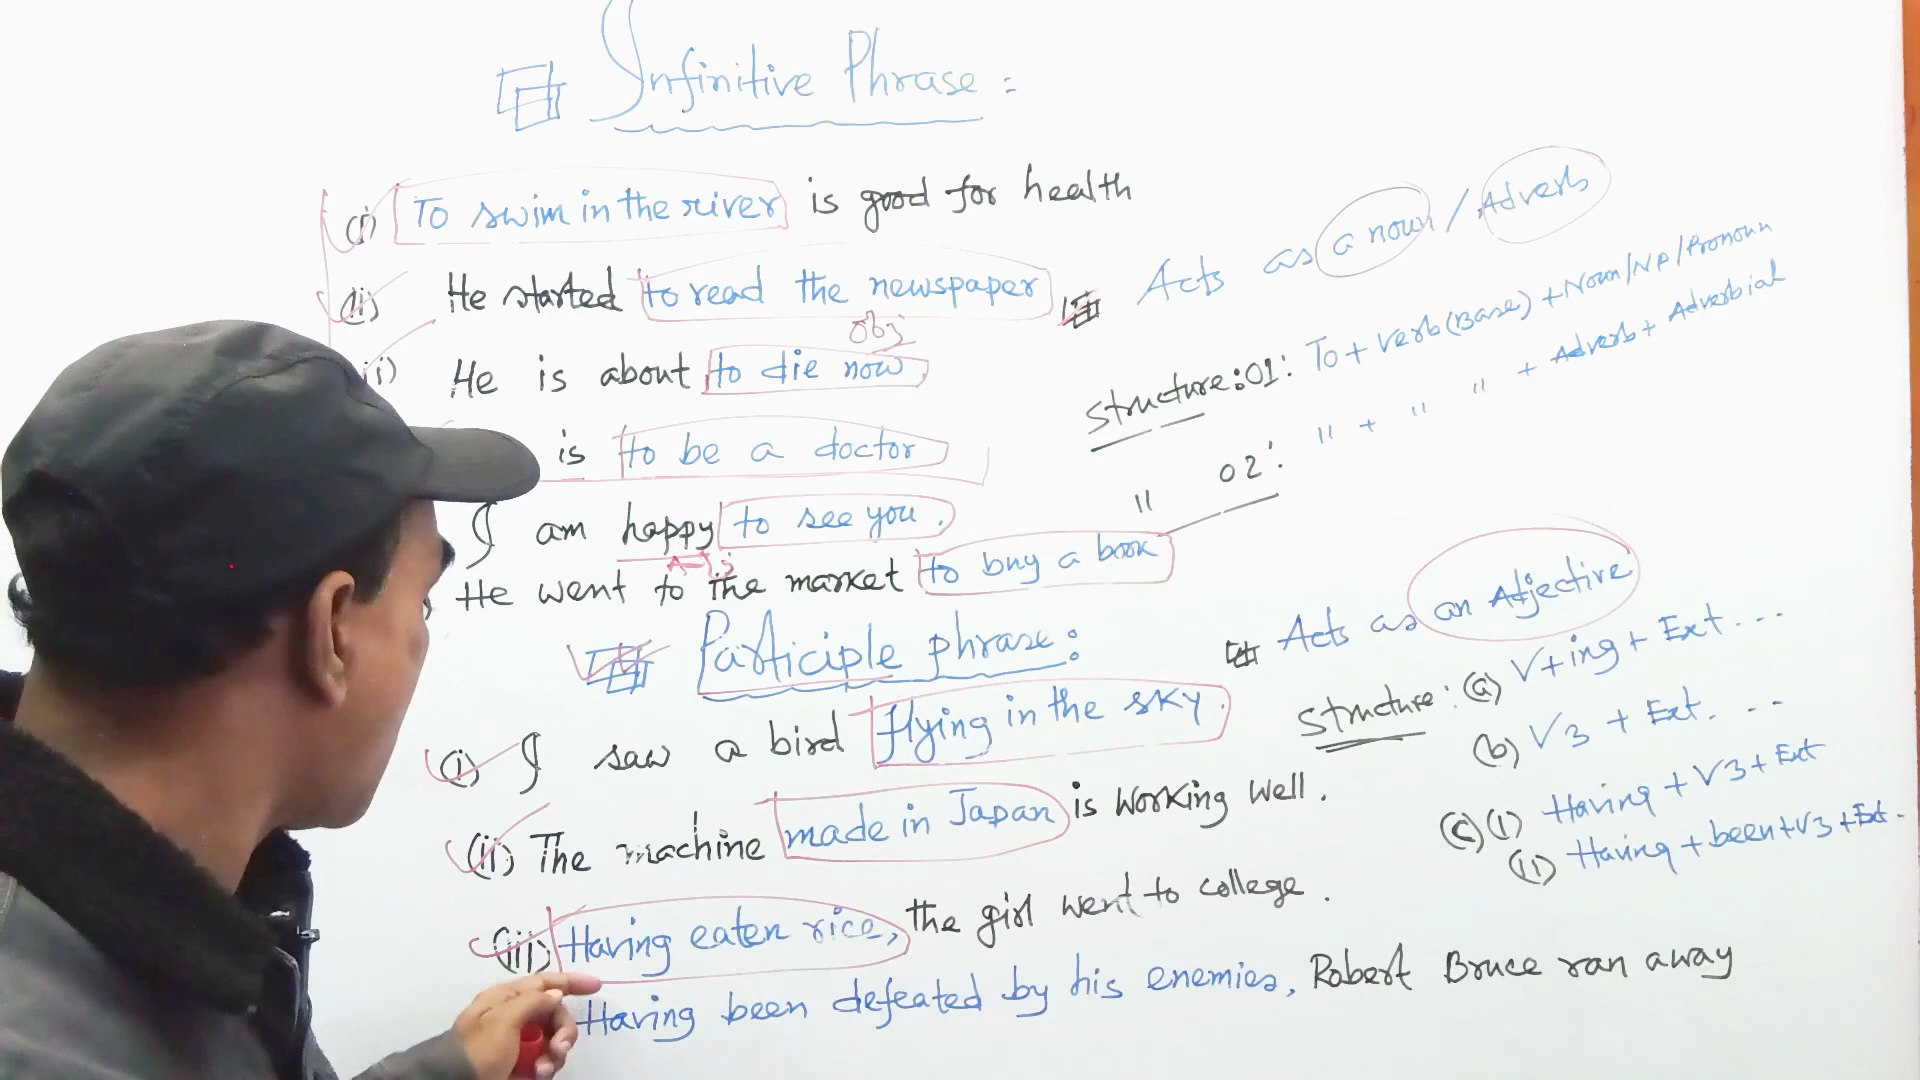 Infinitive Phrase :
(i) To swim in the river is good for health
(ii) He started to read the newspaper
Obj
ii) He is about to die now.
is to be a doctor
I am happy to see you.
Adj
) He went to the market to buy a book
Acts as a noun / Adverb
Structure:01: To + Verb(Base) + Noun/NP/Pronoun
" 02: " + " " + Adverb + Adverbial
Participle phrase:
(i) I saw a bird flying in the sky.
(ii) The machine made in Japan is working well.
(iii) Having eaten rice, the girl went to college.
Having been defeated by his enemies, Robert Bruce ran away
Acts as an Adjective
Structure: (a) V+ing + Ext...
(b) V3 + Ext...
(c) (i) Having + V3 + Ext
(ii) Having + been + V3 + Ext.